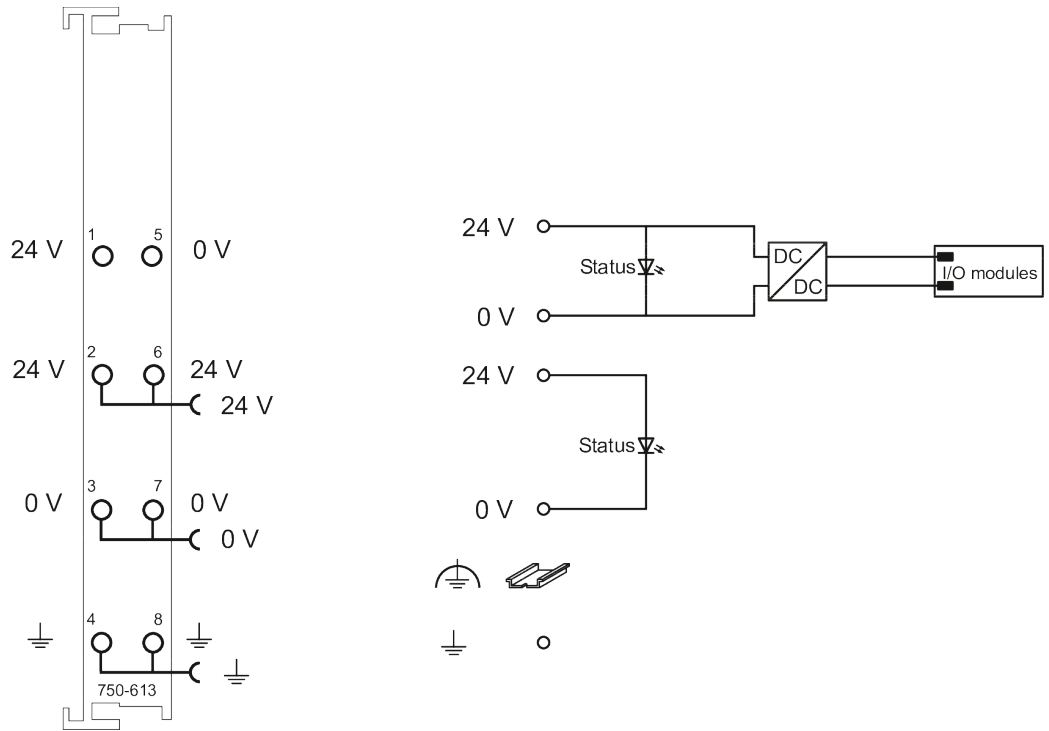 1 5
24 V 0 V
2 6
24 V 24 V
24 V
3 7
0 V 0 V
0 V
4 8
750-613
24 V
Status
DC
DC
I/O modules
0 V
24 V
Status
0 V